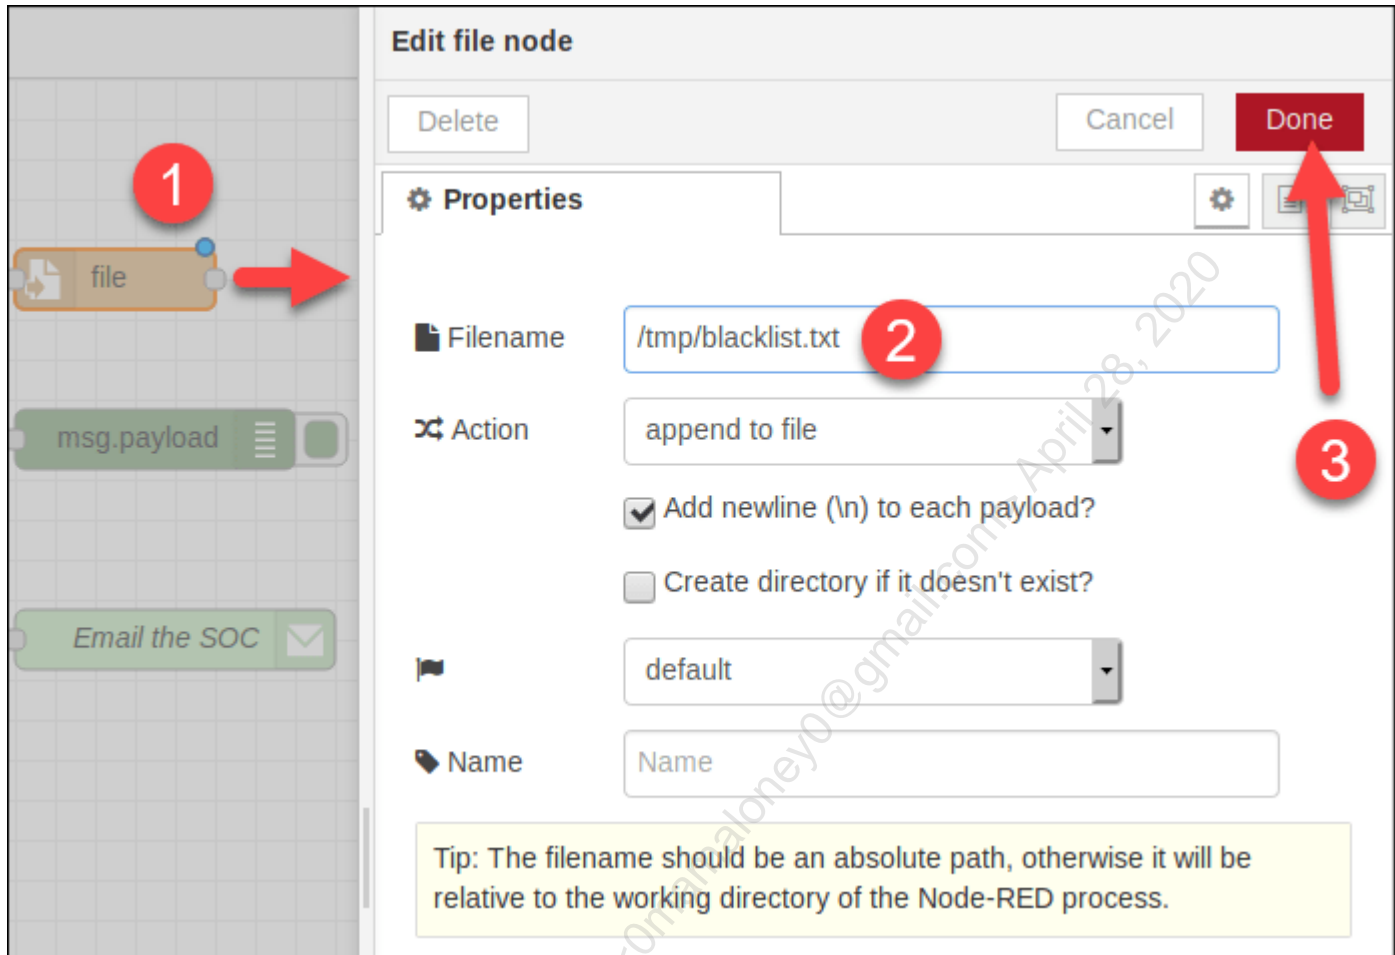 Edit file node
Delete
Cancel
Done
1
Properties
file
Filename
/tmp/blacklist.txt
2
Action
append to file
3
msg.payload
Add newline (\n) to each payload?
Create directory if it doesn't exist?
Email the SOC
default
Name
Name
Tip: The filename should be an absolute path, otherwise it will be
relative to the working directory of the Node-RED process.
r0mamaloney0@gmail.com - April 28, 2020